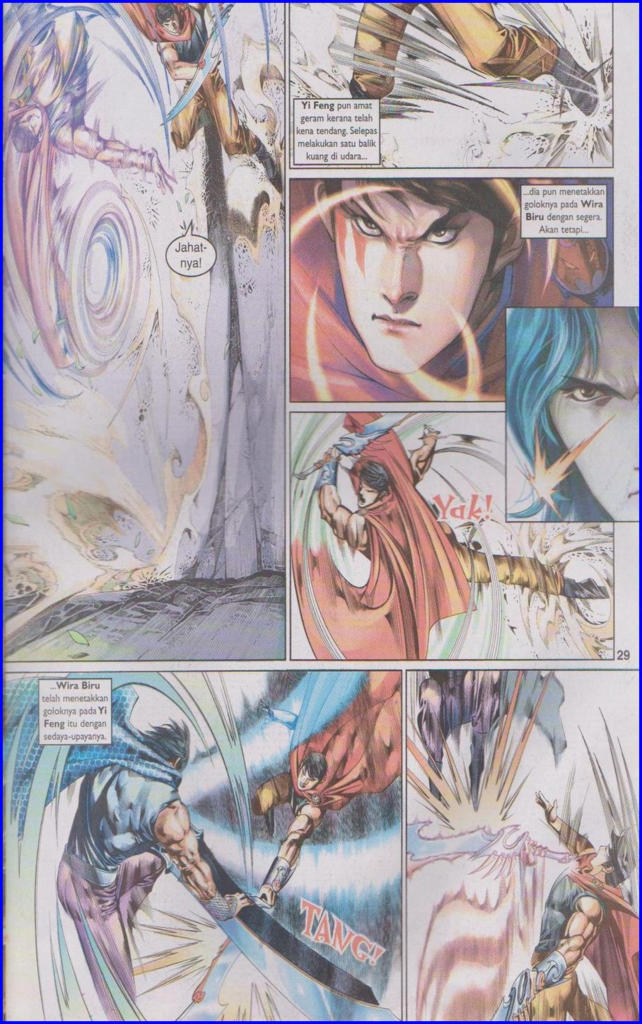 Jahat-
nya!
Yi Feng pun amat
geram kerana telah
kena tendang. Selepas
melakukan satu balik
kuang di udara...
...dia pun menetakkan
goloknya pada Wira
Biru dengan segera.
Akan tetapi...
Yak!
29
...Wira Biru
telah menetakkan
goloknya pada Yi
Feng itu dengan
sedaya-upayanya.
TANG!